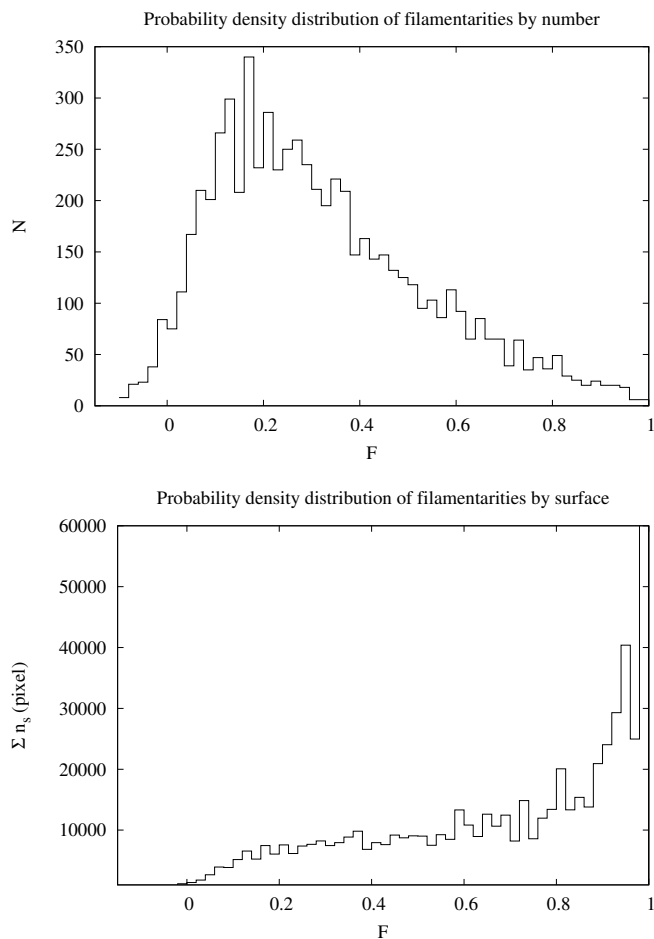 Probability density distribution of filamentarities by number
350
300
250
200
150
100
50
0
N
0 0.2 0.4 0.6 0.8 1
F
Probability density distribution of filamentarities by surface
60000
50000
40000
30000
20000
10000
Σ n_s (pixel)
0 0.2 0.4 0.6 0.8 1
F